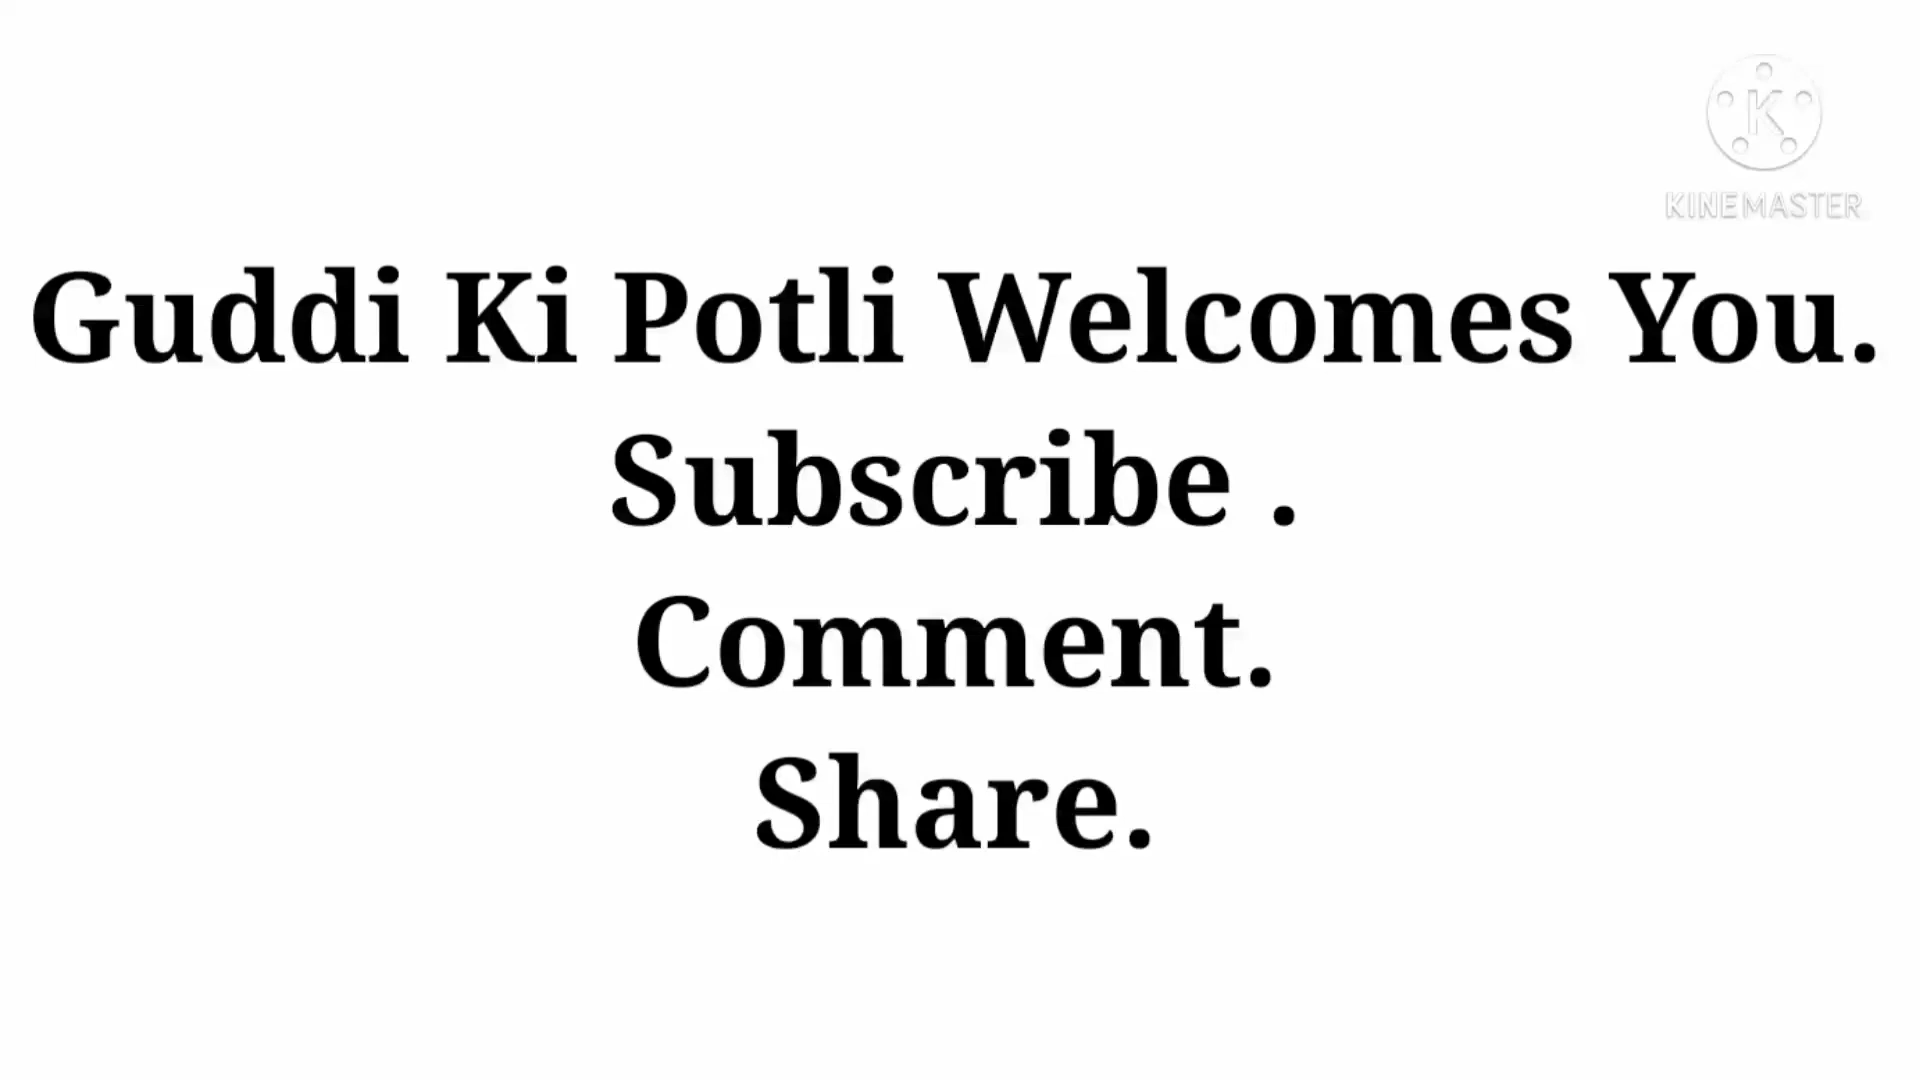 K
KINEMASTER
Guddi Ki Potli Welcomes You.
Subscribe .
Comment.
Share.